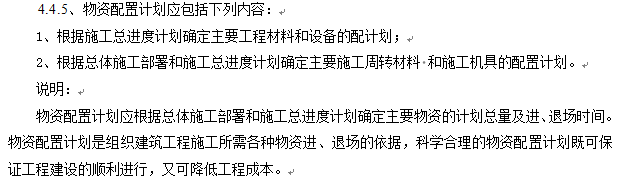 4.4.5、物资配置计划应包括下列内容：
1、根据施工总进度计划确定主要工程材料和设备的配计划；
2、根据总体施工部署和施工总进度计划确定主要施工周转材料 和施工机具的配置计划。
说明：
物资配置计划应根据总体施工部署和施工总进度计划确定主要物资的计划总量及进、退场时间。
物资配置计划是组织建筑工程施工所需各种物资进、退场的依据，科学合理的物资配置计划既可保
证工程建设的顺利进行，又可降低工程成本。